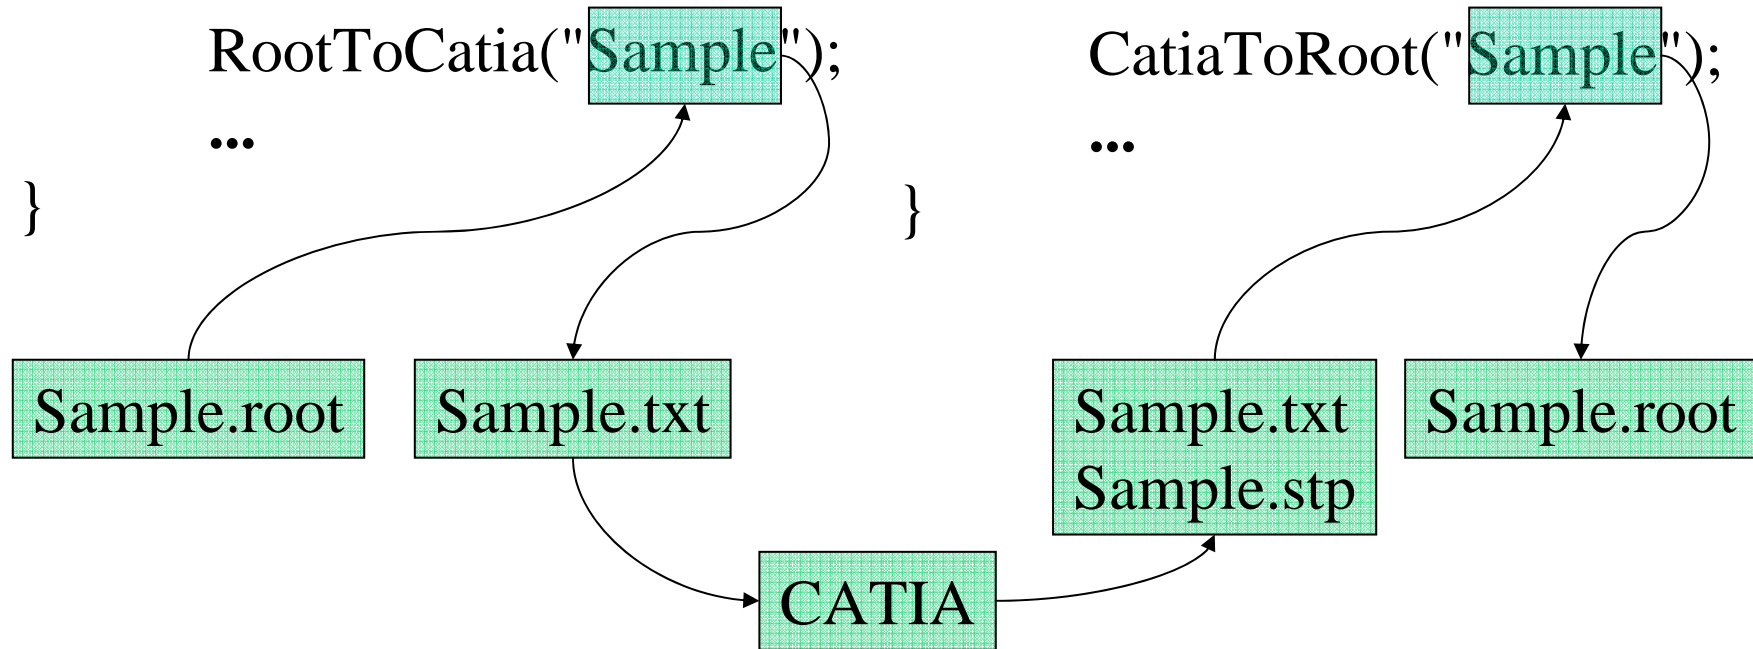 RootToCatia("Sample");
...
}
CatiaToRoot("Sample");
...
}
Sample.root
Sample.txt
Sample.txt
Sample.stp
Sample.root
CATIA